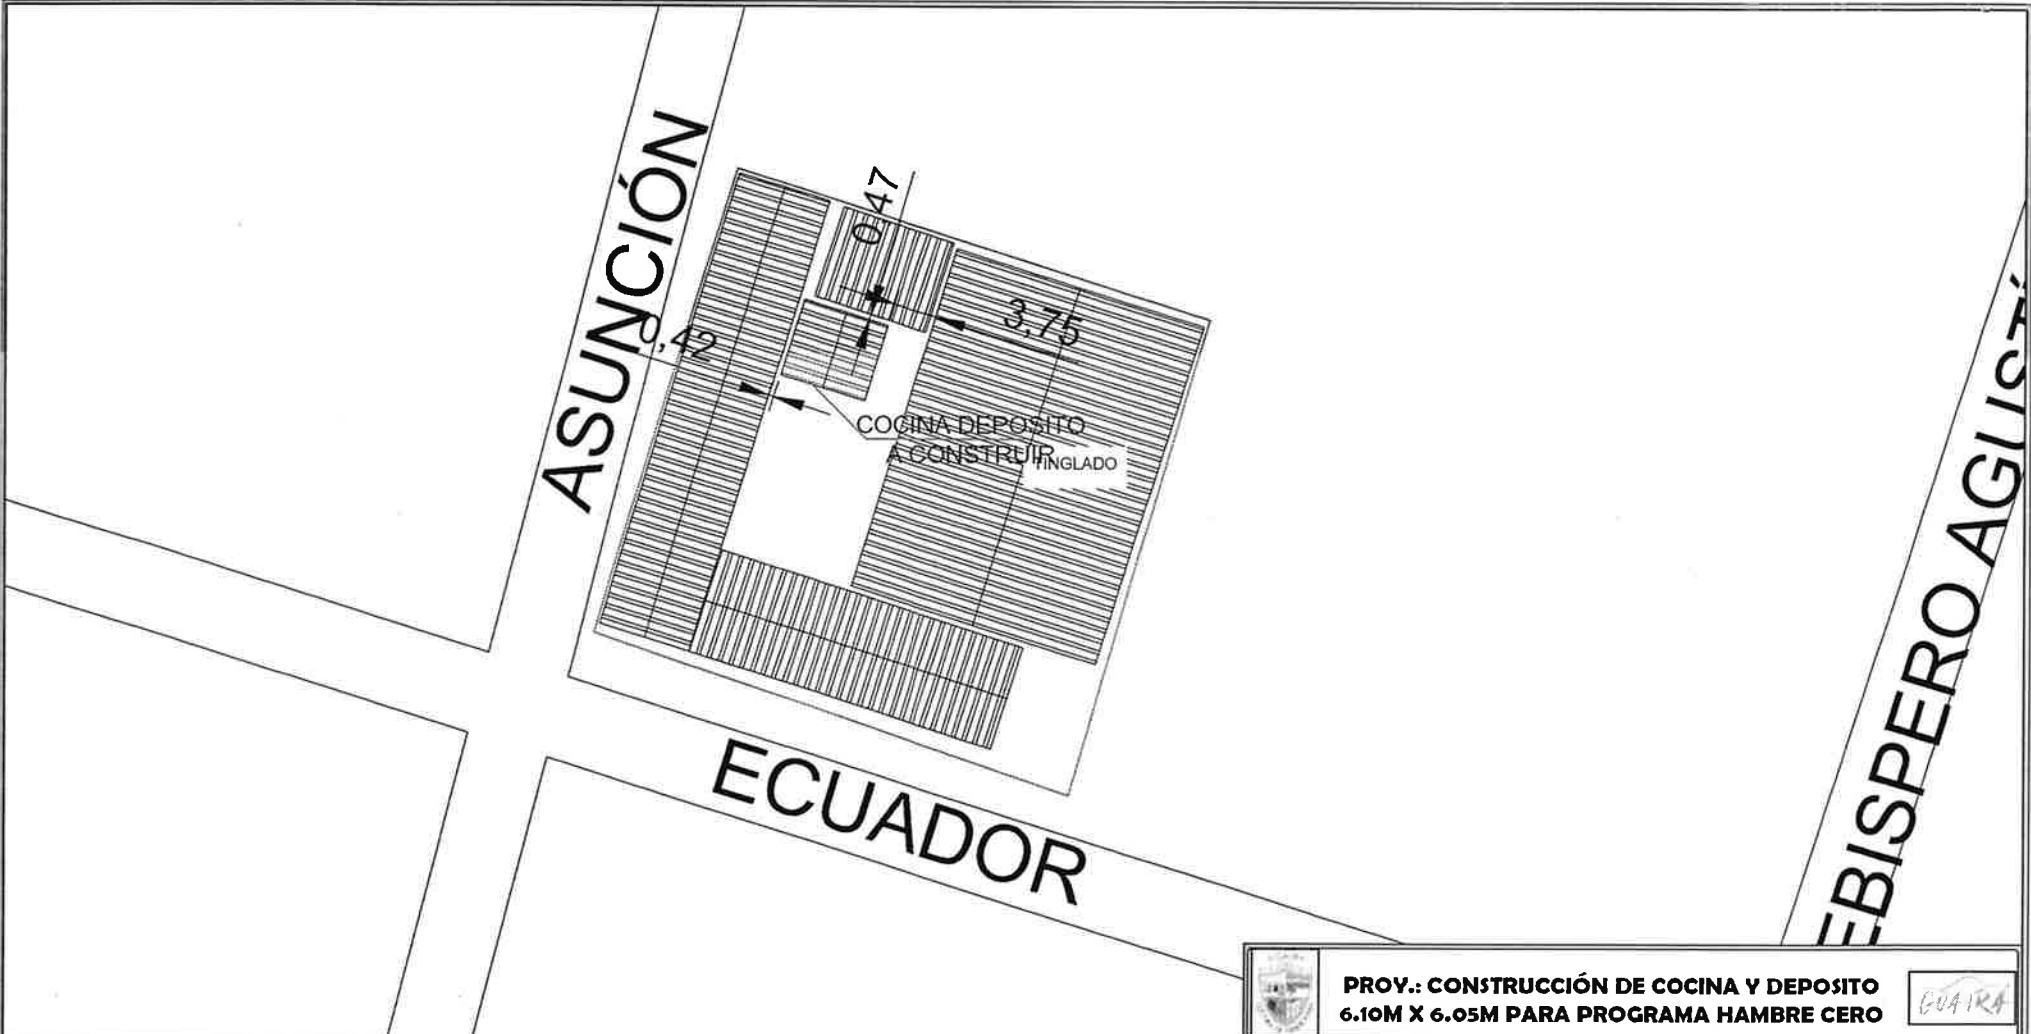 ASUNCIÓN
0,47
3,75
0,42
COCINA DEPOSITO
A CONSTRUIR
TINGLADO
ECUADOR
EBISPERO AGUSTÍ
PROY.: CONSTRUCCIÓN DE COCINA Y DEPOSITO
6.10M X 6.05M PARA PROGRAMA HAMBRE CERO
GUAIRA